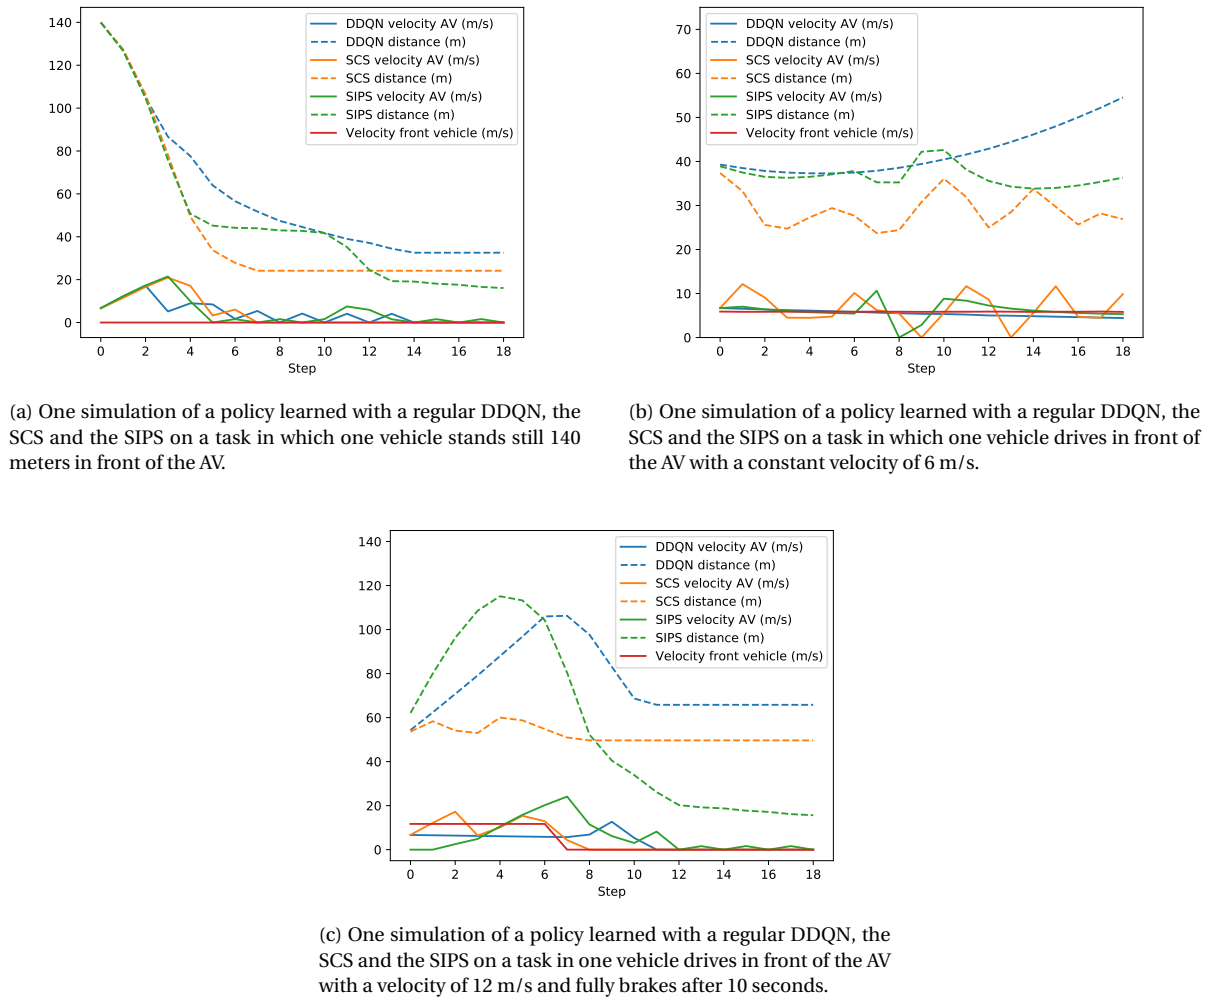 140
120
100
80
60
40
20
0
0 2 4 6 8 10 12 14 16 18
Step
DDQN velocity AV (m/s)
DDQN distance (m)
SCS velocity AV (m/s)
SCS distance (m)
SIPS velocity AV (m/s)
SIPS distance (m)
Velocity front vehicle (m/s)
(a) One simulation of a policy learned with a regular DDQN, the
SCS and the SIPS on a task in which one vehicle stands still 140
meters in front of the AV.
70
60
50
40
30
20
10
0
0 2 4 6 8 10 12 14 16 18
Step
DDQN velocity AV (m/s)
DDQN distance (m)
SCS velocity AV (m/s)
SCS distance (m)
SIPS velocity AV (m/s)
SIPS distance (m)
Velocity front vehicle (m/s)
(b) One simulation of a policy learned with a regular DDQN, the
SCS and the SIPS on a task in which one vehicle drives in front of
the AV with a constant velocity of 6 m/s.
140
120
100
80
60
40
20
0
0 2 4 6 8 10 12 14 16 18
Step
DDQN velocity AV (m/s)
DDQN distance (m)
SCS velocity AV (m/s)
SCS distance (m)
SIPS velocity AV (m/s)
SIPS distance (m)
Velocity front vehicle (m/s)
(c) One simulation of a policy learned with a regular DDQN, the
SCS and the SIPS on a task in one vehicle drives in front of the AV
with a velocity of 12 m/s and fully brakes after 10 seconds.